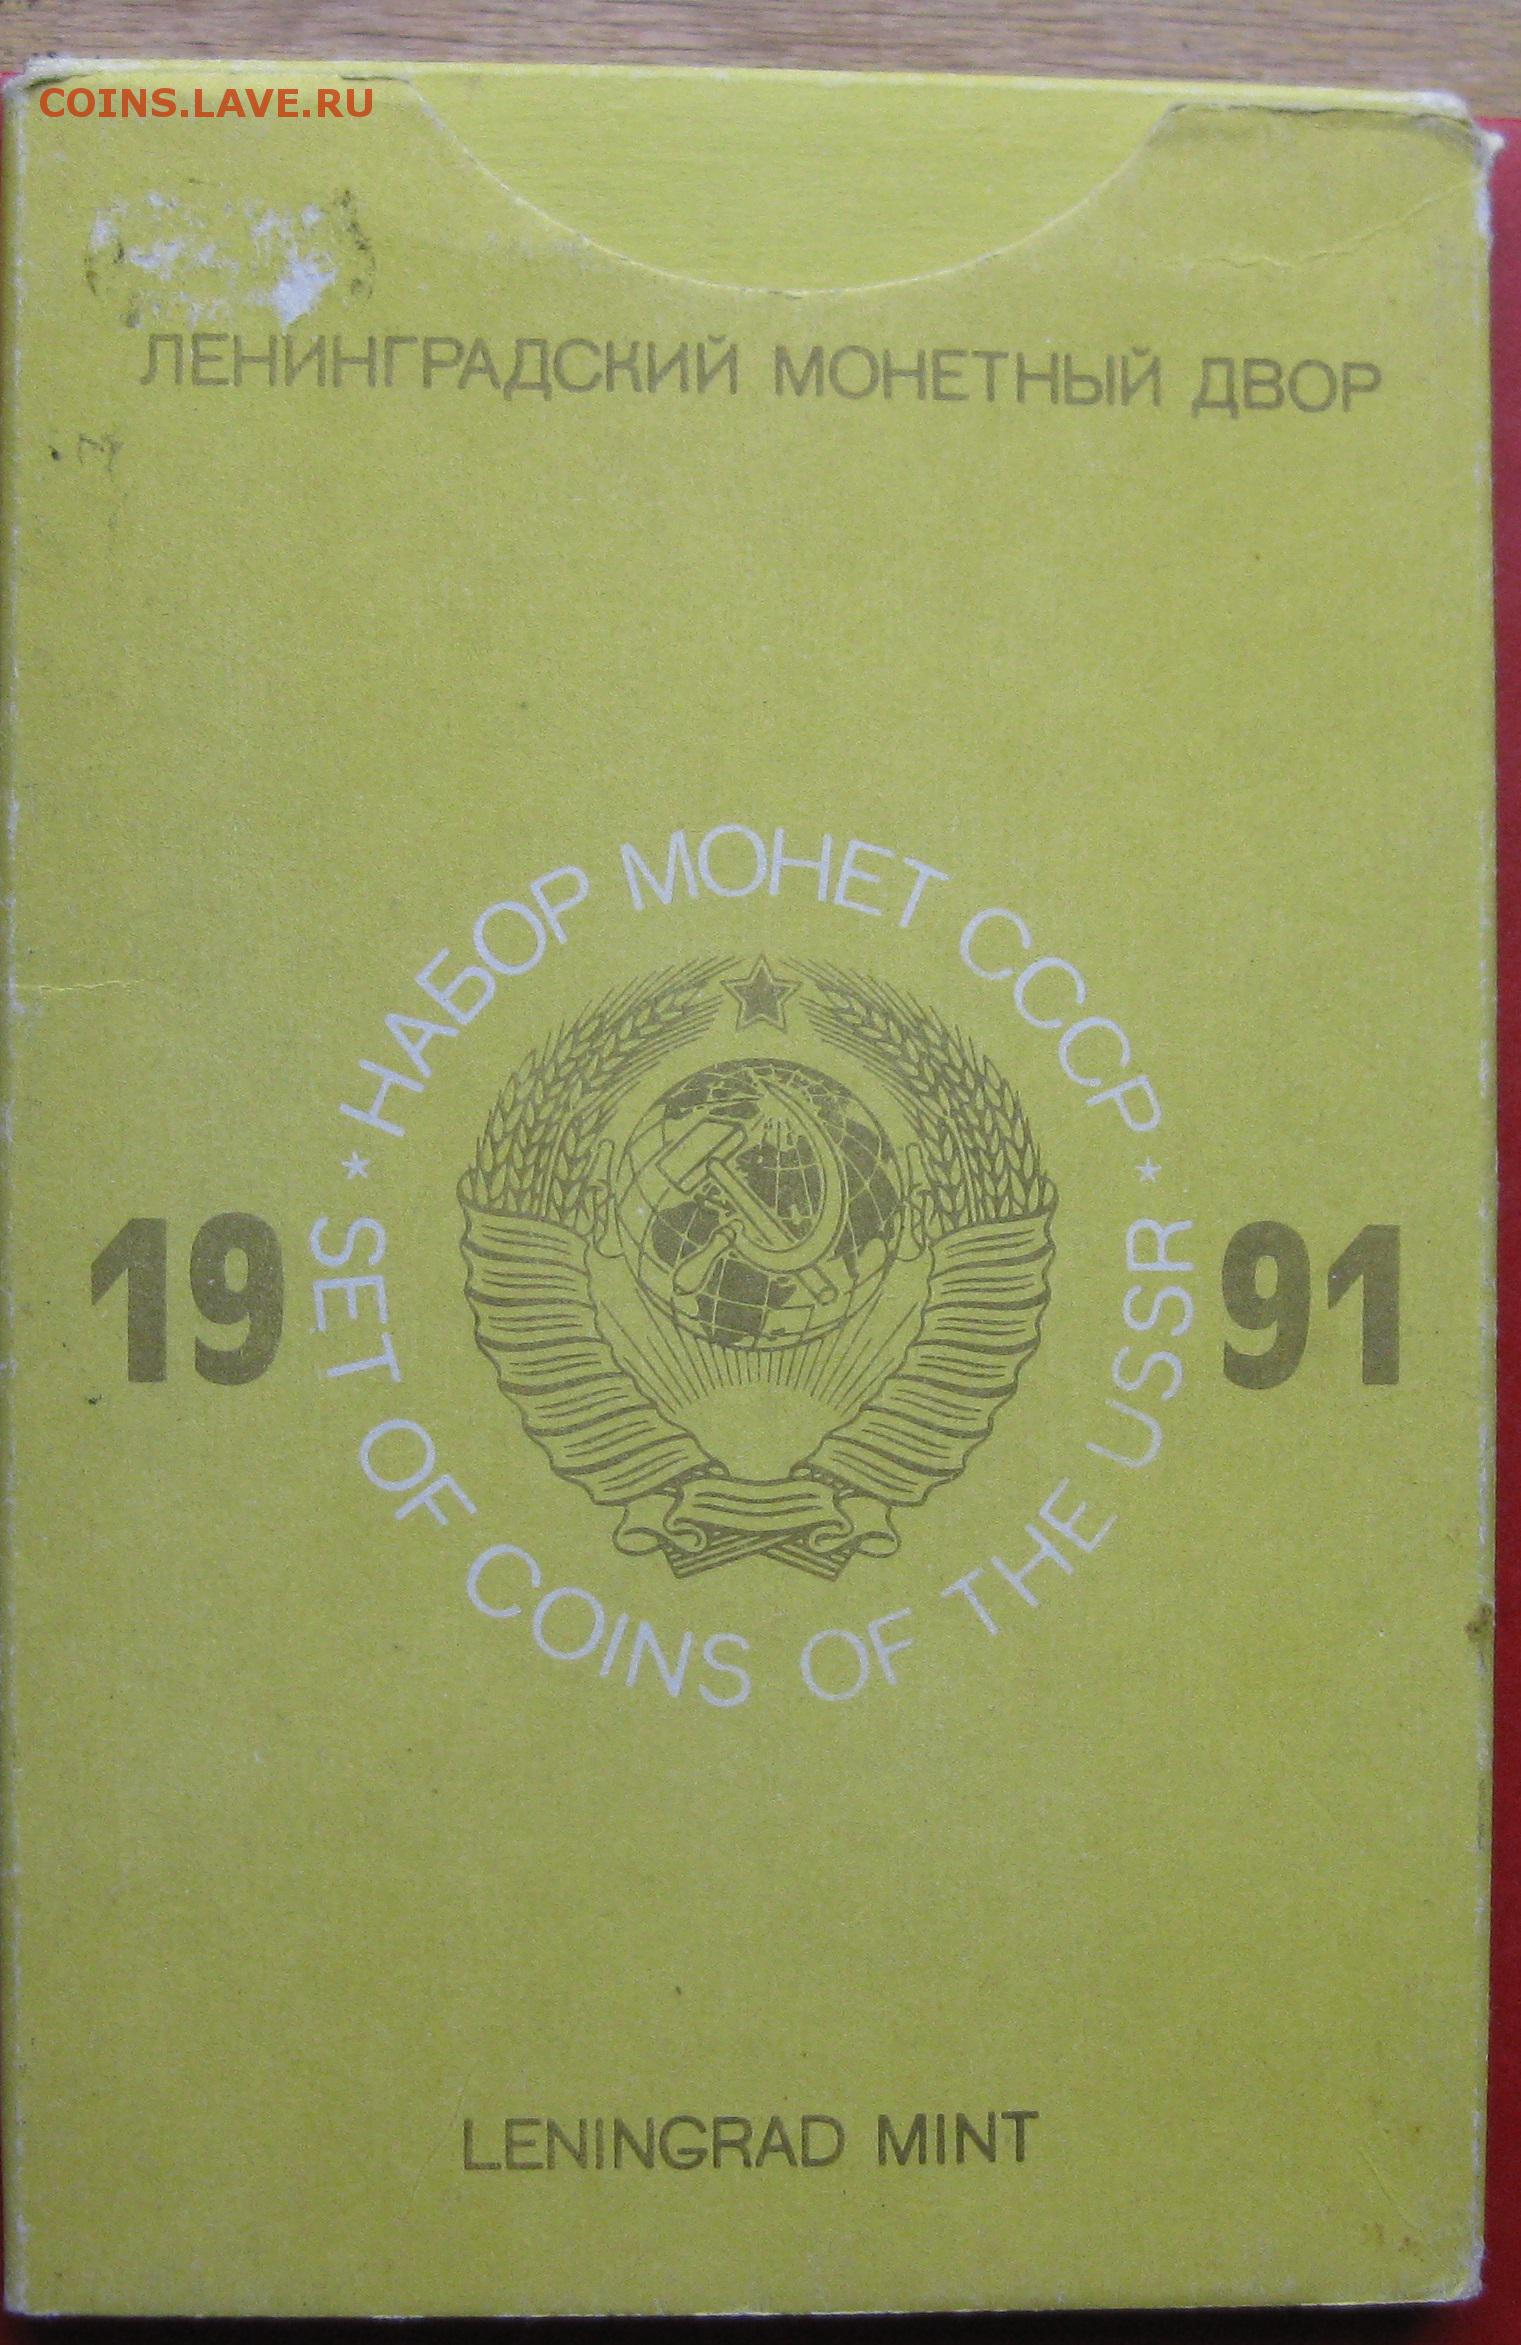 COINS.LAVE.RU
ЛЕНИНГРАДСКИЙ МОНЕТНЫЙ ДВОР
* НАБОР МОНЕТ СССР *
19 91
SET OF COINS OF THE USSR
LENINGRAD MINT